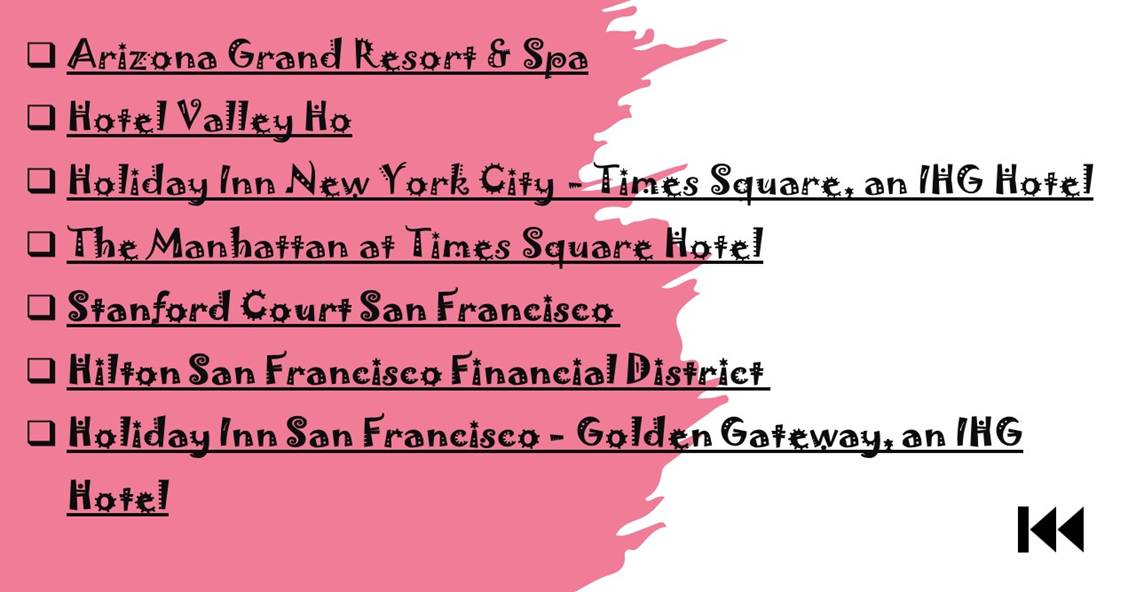 Arizona Grand Resort & Spa
Hotel Valley Ho
Holiday Inn New York City - Times Square, an IHG Hotel
The Manhattan at Times Square Hotel
Stanford Court San Francisco
Hilton San Francisco Financial District
Holiday Inn San Francisco - Golden Gateway, an IHG
Hotel